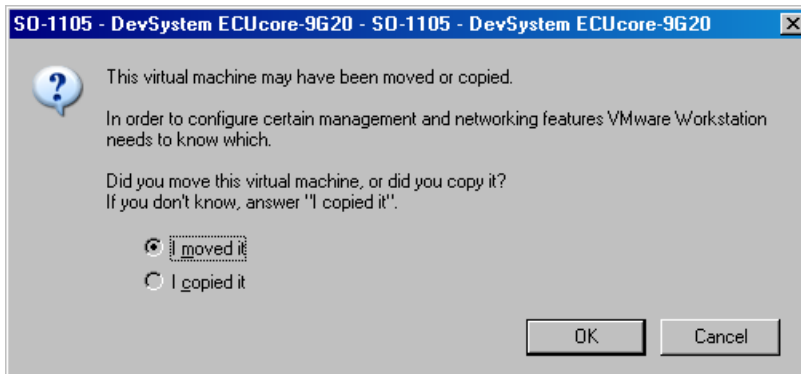 SO-1105 - DevSystem ECUcore-9G20 - SO-1105 - DevSystem ECUcore-9G20
This virtual machine may have been moved or copied.
In order to configure certain management and networking features VMware Workstation
needs to know which.
Did you move this virtual machine, or did you copy it?
If you don't know, answer "I copied it".
I moved it
I copied it
OK Cancel